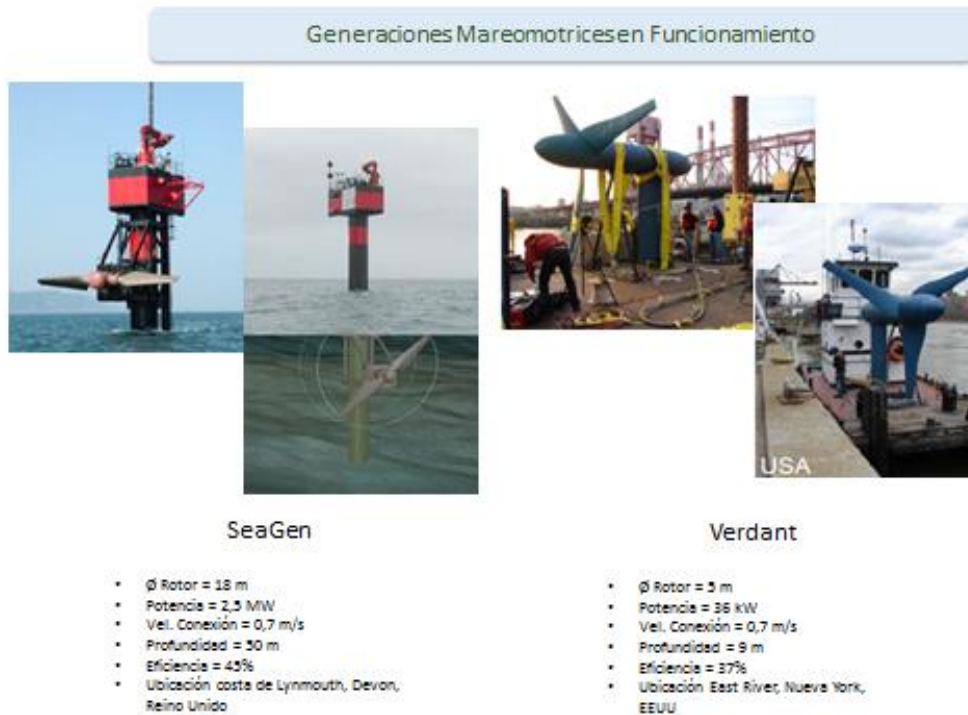 Generaciones Mareomotrices en Funcionamiento
USA
SeaGen
• Ø Rotor = 18 m
• Potencia = 2,5 MW
• Vel. Conexión = 0,7 m/s
• Profundidad = 30 m
• Eficiencia = 45%
• Ubicación costa de Lynmouth, Devon,
Reino Unido
Verdant
• Ø Rotor = 5 m
• Potencia = 36 kW
• Vel. Conexión = 0,7 m/s
• Profundidad = 9 m
• Eficiencia = 37%
• Ubicación East River, Nueva York,
EEUU